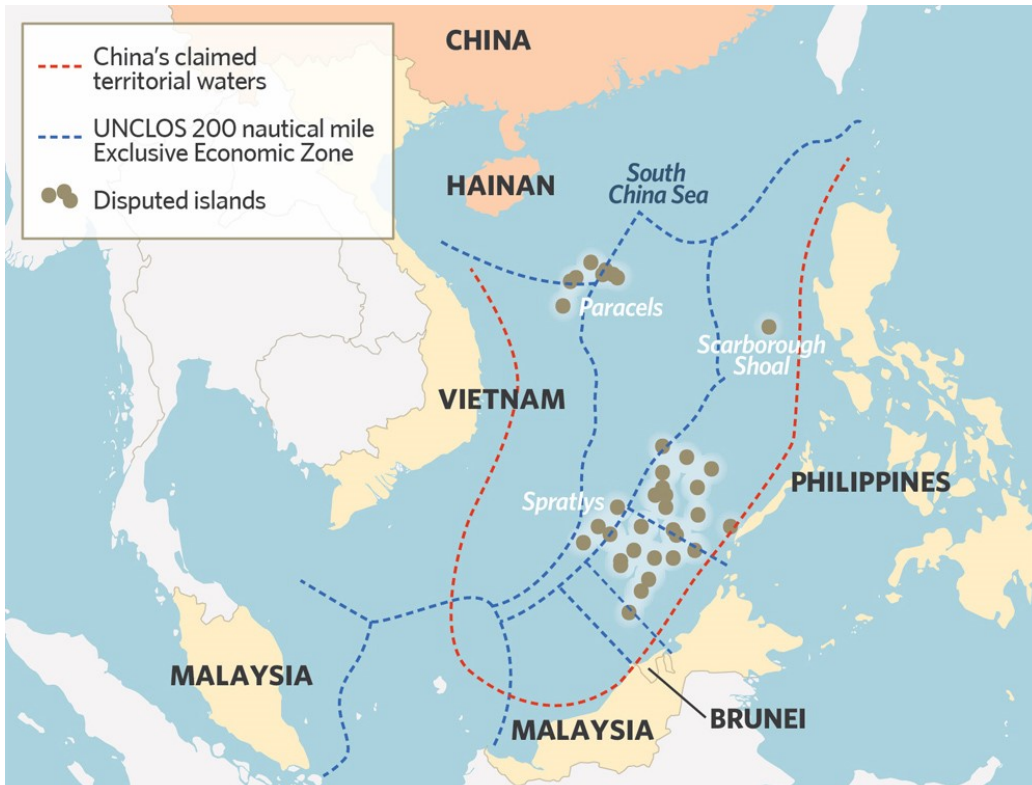 China's claimed
territorial waters
UNCLOS 200 nautical mile
Exclusive Economic Zone
Disputed islands
CHINA
HAINAN
South
China Sea
Paracels
Scarborough
Shoal
VIETNAM
PHILIPPINES
Spratlys
MALAYSIA
MALAYSIA
BRUNEI